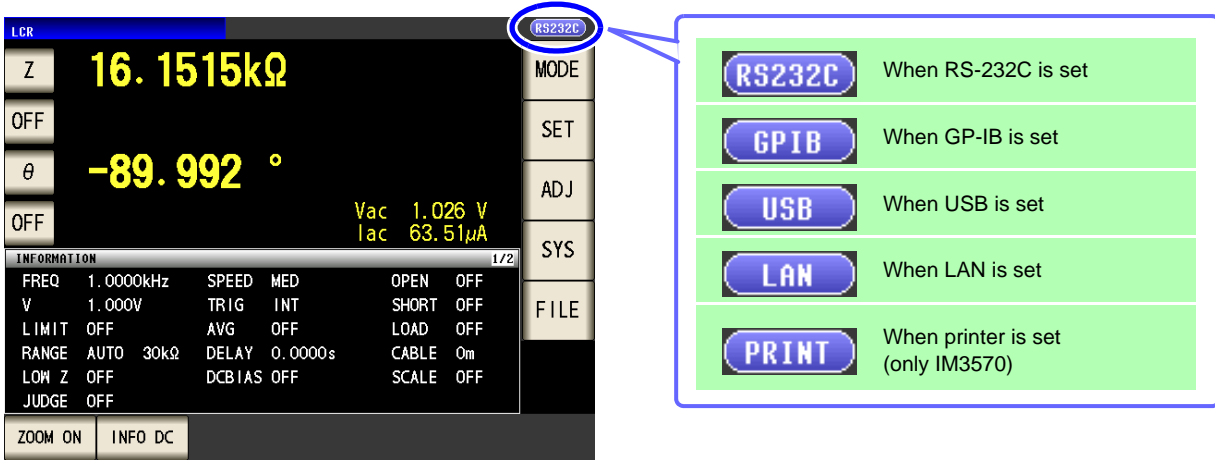 LCR
RS232C
Z
16.1515kΩ
OFF
θ
-89.992 °
OFF
Vac 1.026 V
Iac 63.51μA
MODE
SET
ADJ
SYS
FILE
INFORMATION 1/2
FREQ 1.0000kHz SPEED MED OPEN OFF
V 1.000V TRIG INT SHORT OFF
LIMIT OFF AVG OFF LOAD OFF
RANGE AUTO 30kΩ DELAY 0.0000s CABLE 0m
LOW Z OFF DCBIAS OFF SCALE OFF
JUDGE OFF
ZOOM ON INFO DC
RS232C When RS-232C is set
GPIB When GP-IB is set
USB When USB is set
LAN When LAN is set
PRINT When printer is set
(only IM3570)